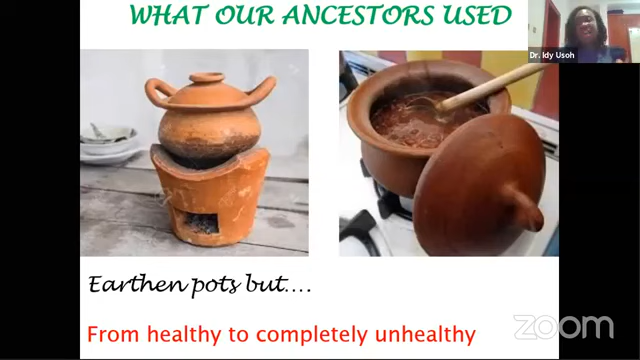 WHAT OUR ANCESTORS USED
Dr. Idy Usoh
Earthen pots but....
From healthy to completely unhealthy
zoom